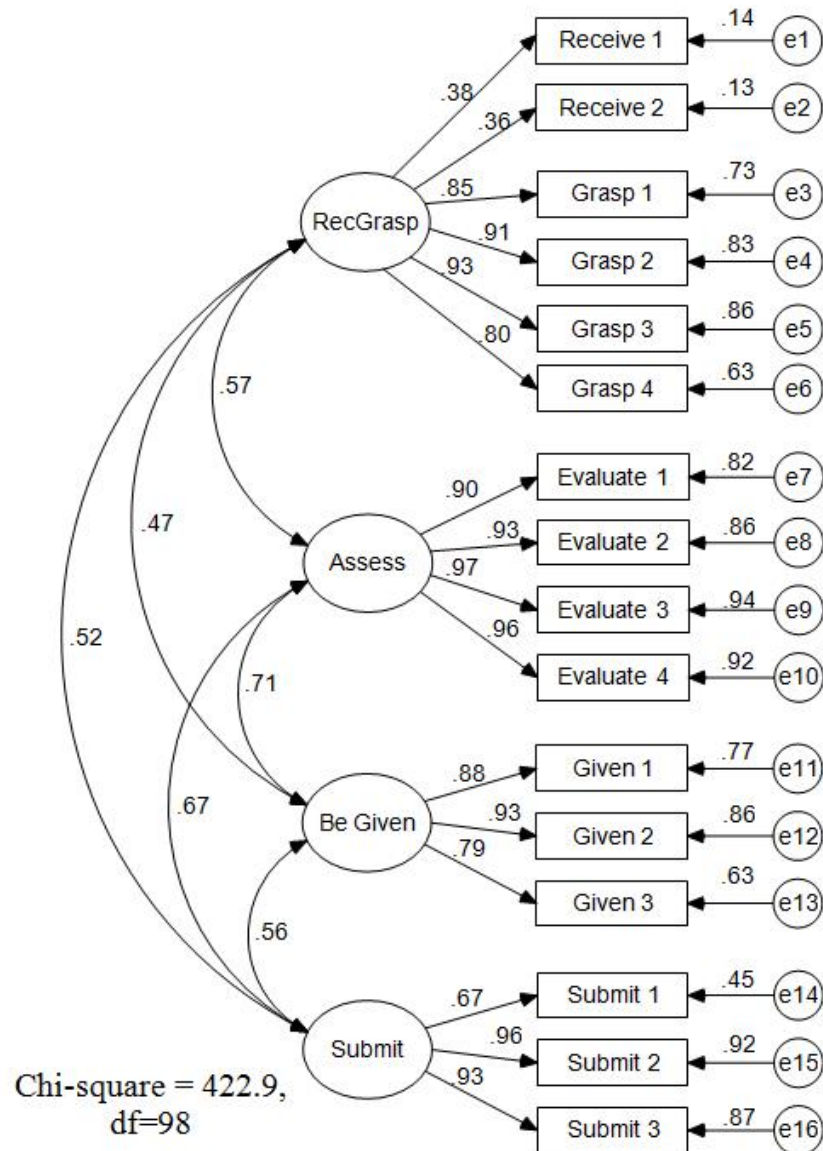 .14
Receive 1
e1
.38
.13
Receive 2
e2
.36
.73
.85
Grasp 1
e3
RecGrasp
.91
.83
Grasp 2
e4
.93
.86
Grasp 3
e5
.80
.63
Grasp 4
e6
.57
.82
Evaluate 1
e7
.90
.86
.93
Evaluate 2
e8
.47
Assess
.97
.94
Evaluate 3
e9
.52
.96
.92
Evaluate 4
e10
.71
.77
Given 1
e11
.88
.67
.86
.93
Given 2
e12
Be Given
.79
.63
Given 3
e13
.56
.45
.67
Submit 1
e14
.96
.92
Submit
Submit 2
e15
.93
.87
Submit 3
e16
Chi-square = 422.9,
df=98